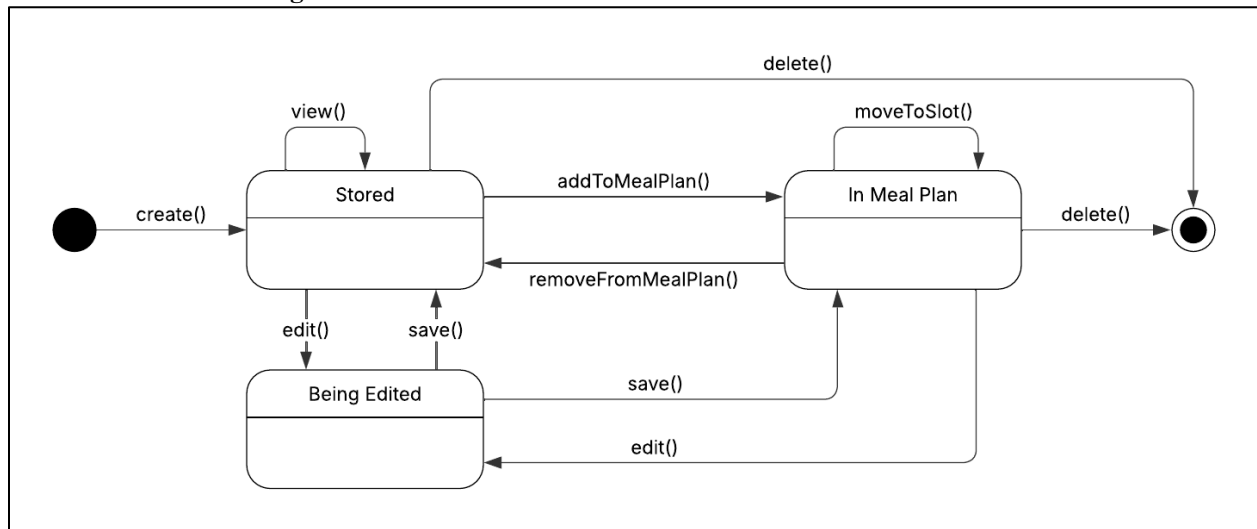 delete()
view()
moveToSlot()
Stored
addToMealPlan()
In Meal Plan
create()
delete()
removeFromMealPlan()
edit()
save()
Being Edited
save()
edit()